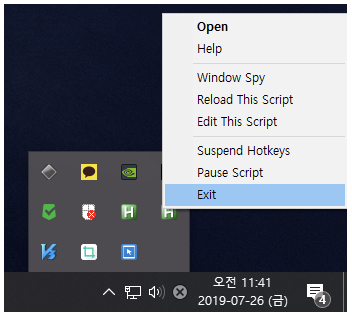 Open
Help
Window Spy
Reload This Script
Edit This Script
Suspend Hotkeys
Pause Script
Exit
H
H
V3
오전 11:41
2019-07-26 (금)
4